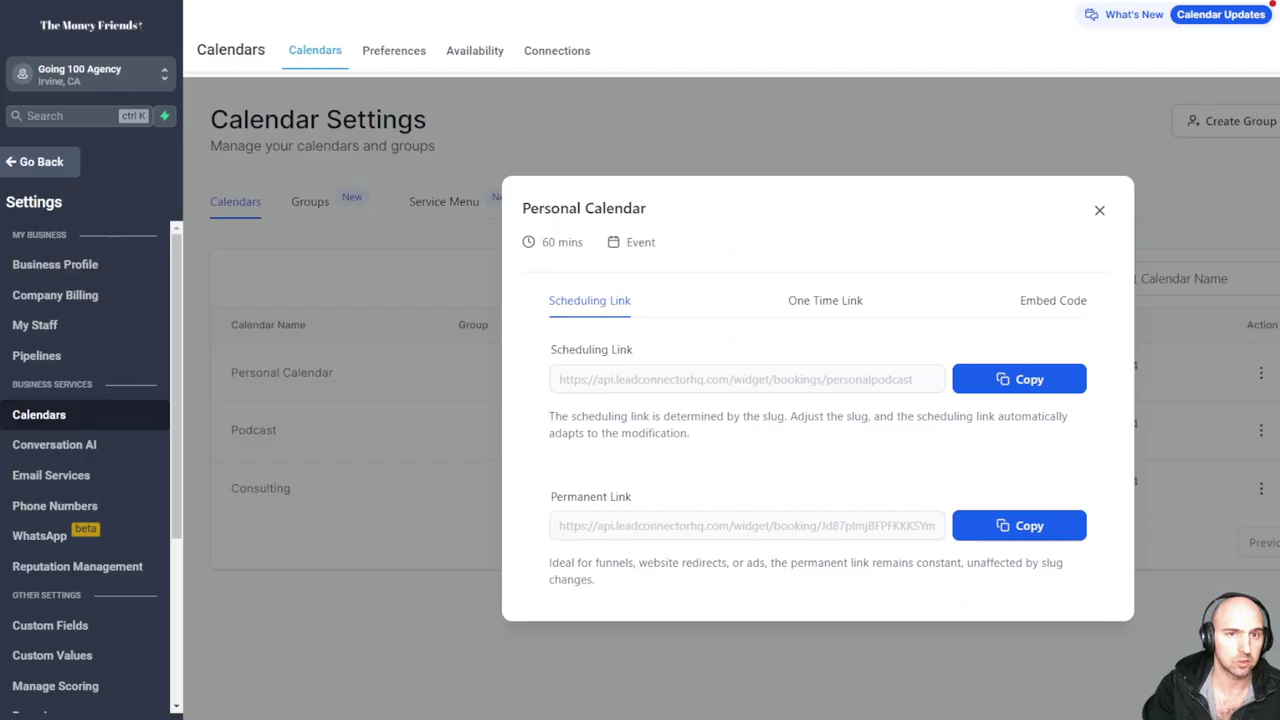 The Money Friends
Going 100 Agency
Irvine, CA
Search
ctrl K
Go Back
Settings
MY BUSINESS
Business Profile
Company Billing
My Staff
Pipelines
BUSINESS SERVICES
Calendars
Conversation AI
Email Services
Phone Numbers
WhatsApp beta
Reputation Management
OTHER SETTINGS
Custom Fields
Custom Values
Manage Scoring
What's New
Calendar Updates
Calendars
Calendars
Preferences
Availability
Connections
Calendar Settings
Manage your calendars and groups
Create Group
Calendars
Groups
New
Service Menu
Calendar Name
Calendar Name
Group
Action
Personal Calendar
Podcast
Consulting
Personal Calendar
60 mins
Event
Scheduling Link
One Time Link
Embed Code
Scheduling Link
https://api.leadconnectorhq.com/widget/bookings/personalpodcast
Copy
The scheduling link is determined by the slug. Adjust the slug, and the scheduling link automatically
adapts to the modification.
Permanent Link
Copy
Ideal for funnels, website redirects, or ads, the permanent link remains constant, unaffected by slug
changes.